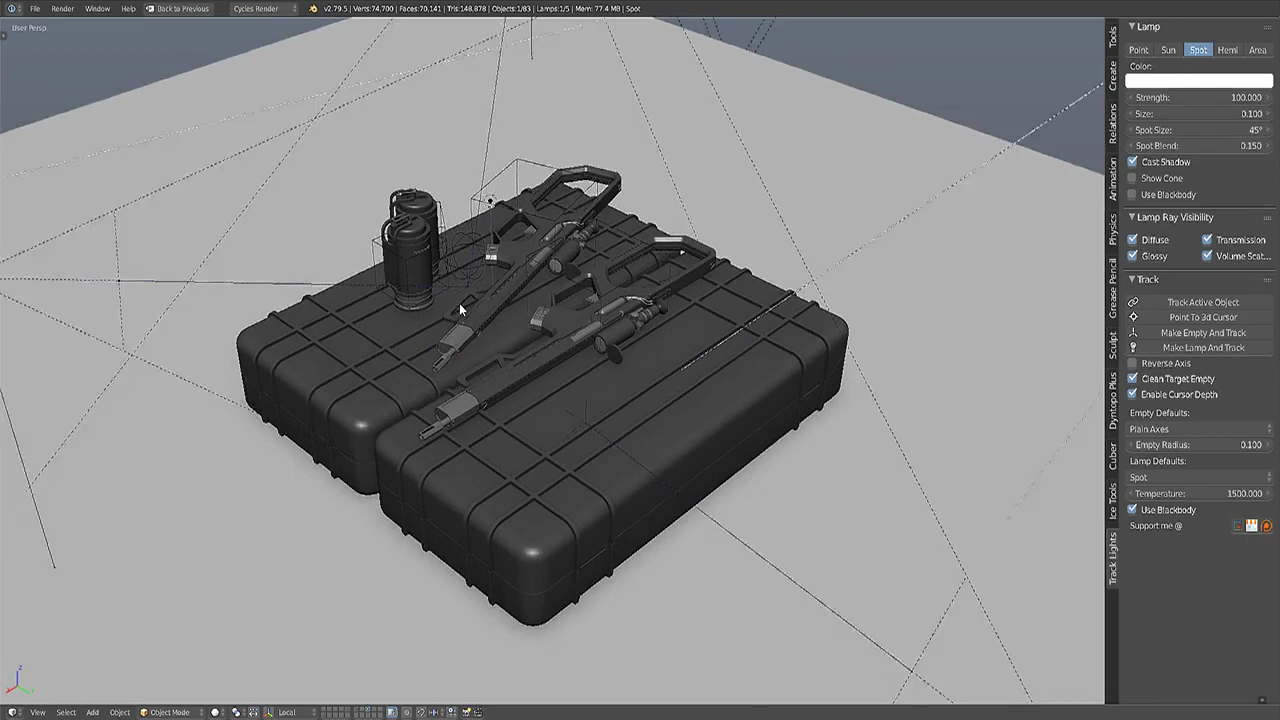 File Render Window Help Back to Previous Cycles Render v2.79.5 | Verts:74,700 | Faces:70,141 | Tris:148,878 | Objects:1/83 | Lamps:1/5 | Mem: 77.4 MB | Spot
User Persp
Lamp
Point Sun Spot Hemi Area
Color:
Strength: 100.000
Size: 0.100
Spot Size: 45°
Spot Blend: 0.150
Cast Shadow
Show Cone
Use Blackbody
Lamp Ray Visibility
Diffuse Transmission
Glossy Volume Scat...
Track
Track Active Object
Point To 3d Cursor
Make Empty And Track
Make Lamp And Track
Reverse Axis
Clean Target Empty
Enable Cursor Depth
Empty Defaults:
Plain Axes
Empty Radius: 0.100
Lamp Defaults:
Spot
Temperature: 1500.000
Use Blackbody
Support me @
Tools
Create
Relations
Animation
Physics
Grease Pencil
Sculpt
Dyntopo Plus
Cuber
Ice Tools
Track Lights
z
x
y
View Select Add Object Object Mode Local